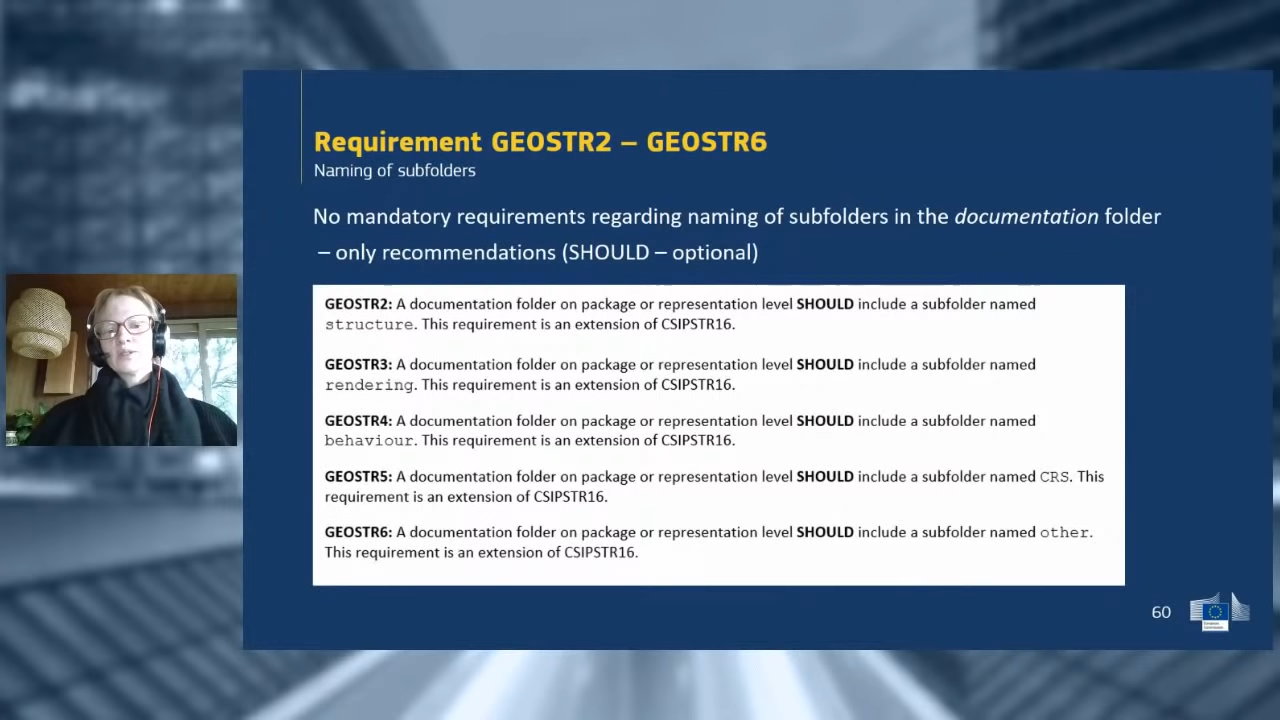 Requirement GEOSTR2 – GEOSTR6
Naming of subfolders
No mandatory requirements regarding naming of subfolders in the documentation folder
– only recommendations (SHOULD – optional)
GEOSTR2: A documentation folder on package or representation level SHOULD include a subfolder named
structure. This requirement is an extension of CSIPSTR16.
GEOSTR3: A documentation folder on package or representation level SHOULD include a subfolder named
rendering. This requirement is an extension of CSIPSTR16.
GEOSTR4: A documentation folder on package or representation level SHOULD include a subfolder named
behaviour. This requirement is an extension of CSIPSTR16.
GEOSTR5: A documentation folder on package or representation level SHOULD include a subfolder named CRS. This
requirement is an extension of CSIPSTR16.
GEOSTR6: A documentation folder on package or representation level SHOULD include a subfolder named other.
This requirement is an extension of CSIPSTR16.
60
European
Commission